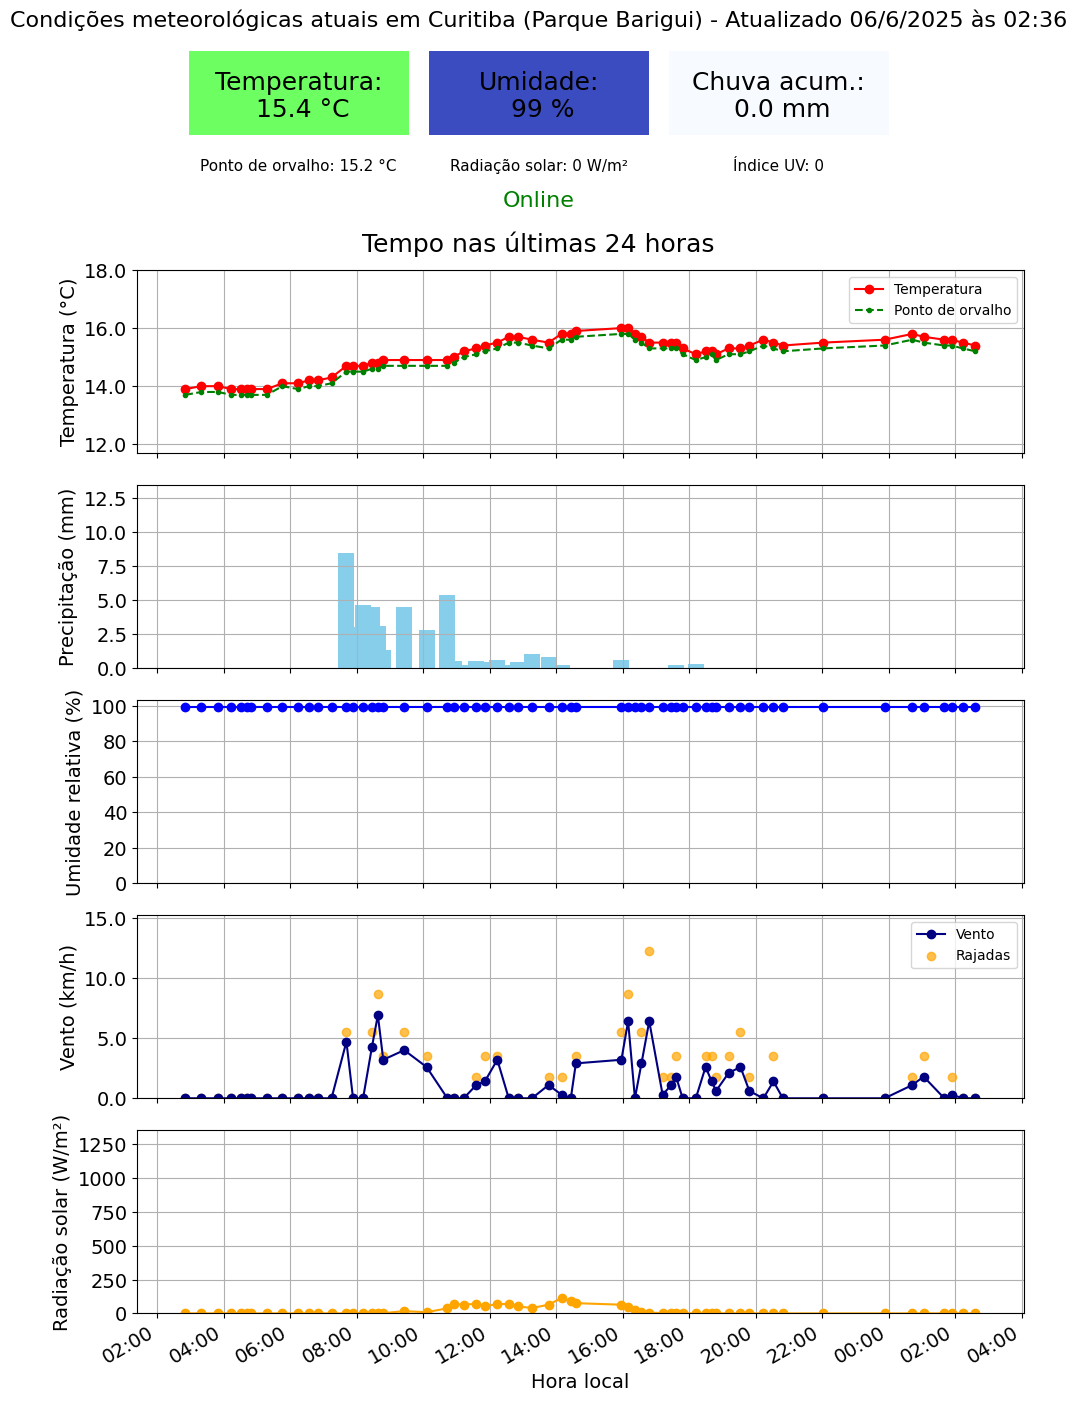 Condições meteorológicas atuais em Curitiba (Parque Barigui) - Atualizado 06/6/2025 às 02:36
Temperatura:
15.4 °C
Umidade:
99 %
Chuva acum.:
0.0 mm
Ponto de orvalho: 15.2 °C
Radiação solar: 0 W/m²
Índice UV: 0
Online
Tempo nas últimas 24 horas
Temperatura (°C)
18.0
16.0
14.0
12.0
Temperatura
Ponto de orvalho
Precipitação (mm)
12.5
10.0
7.5
5.0
2.5
0.0
Umidade relativa (%)
100
80
60
40
20
0
Vento (km/h)
15.0
10.0
5.0
0.0
Vento
Rajadas
Radiação solar (W/m²)
1250
1000
750
500
250
0
02:00
04:00
06:00
08:00
10:00
12:00
14:00
16:00
18:00
20:00
22:00
00:00
02:00
04:00
Hora local